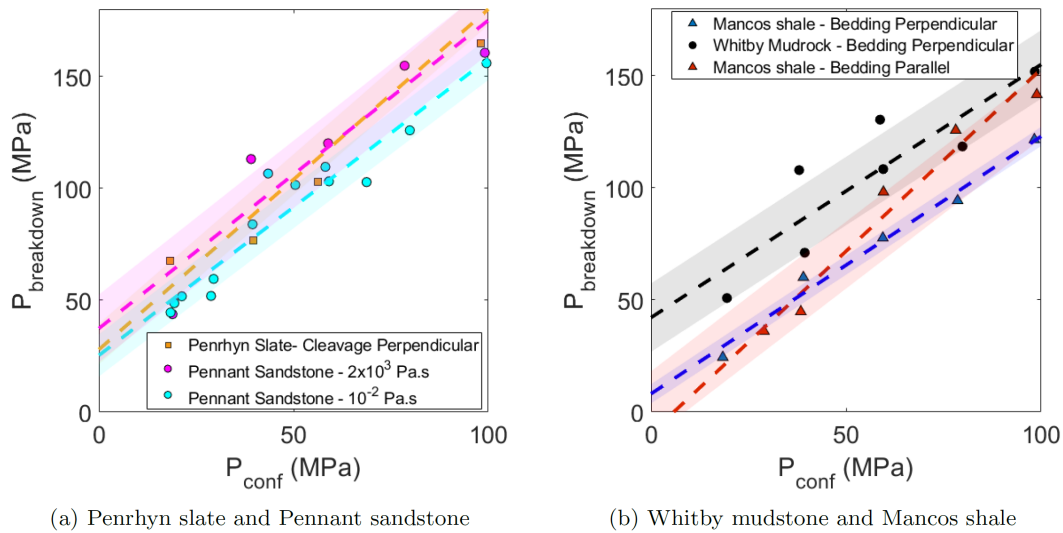 P_breakdown (MPa)
150
100
50
0
Penrhyn Slate- Cleavage Perpendicular
Pennant Sandstone - 2x10³ Pa.s
Pennant Sandstone - 10⁻² Pa.s
0 50 100
P_conf (MPa)
(a) Penrhyn slate and Pennant sandstone
P_breakdown (MPa)
Mancos shale - Bedding Perpendicular
Whitby Mudrock - Bedding Perpendicular
Mancos shale - Bedding Parallel
150
100
50
0
0 50 100
P_conf (MPa)
(b) Whitby mudstone and Mancos shale